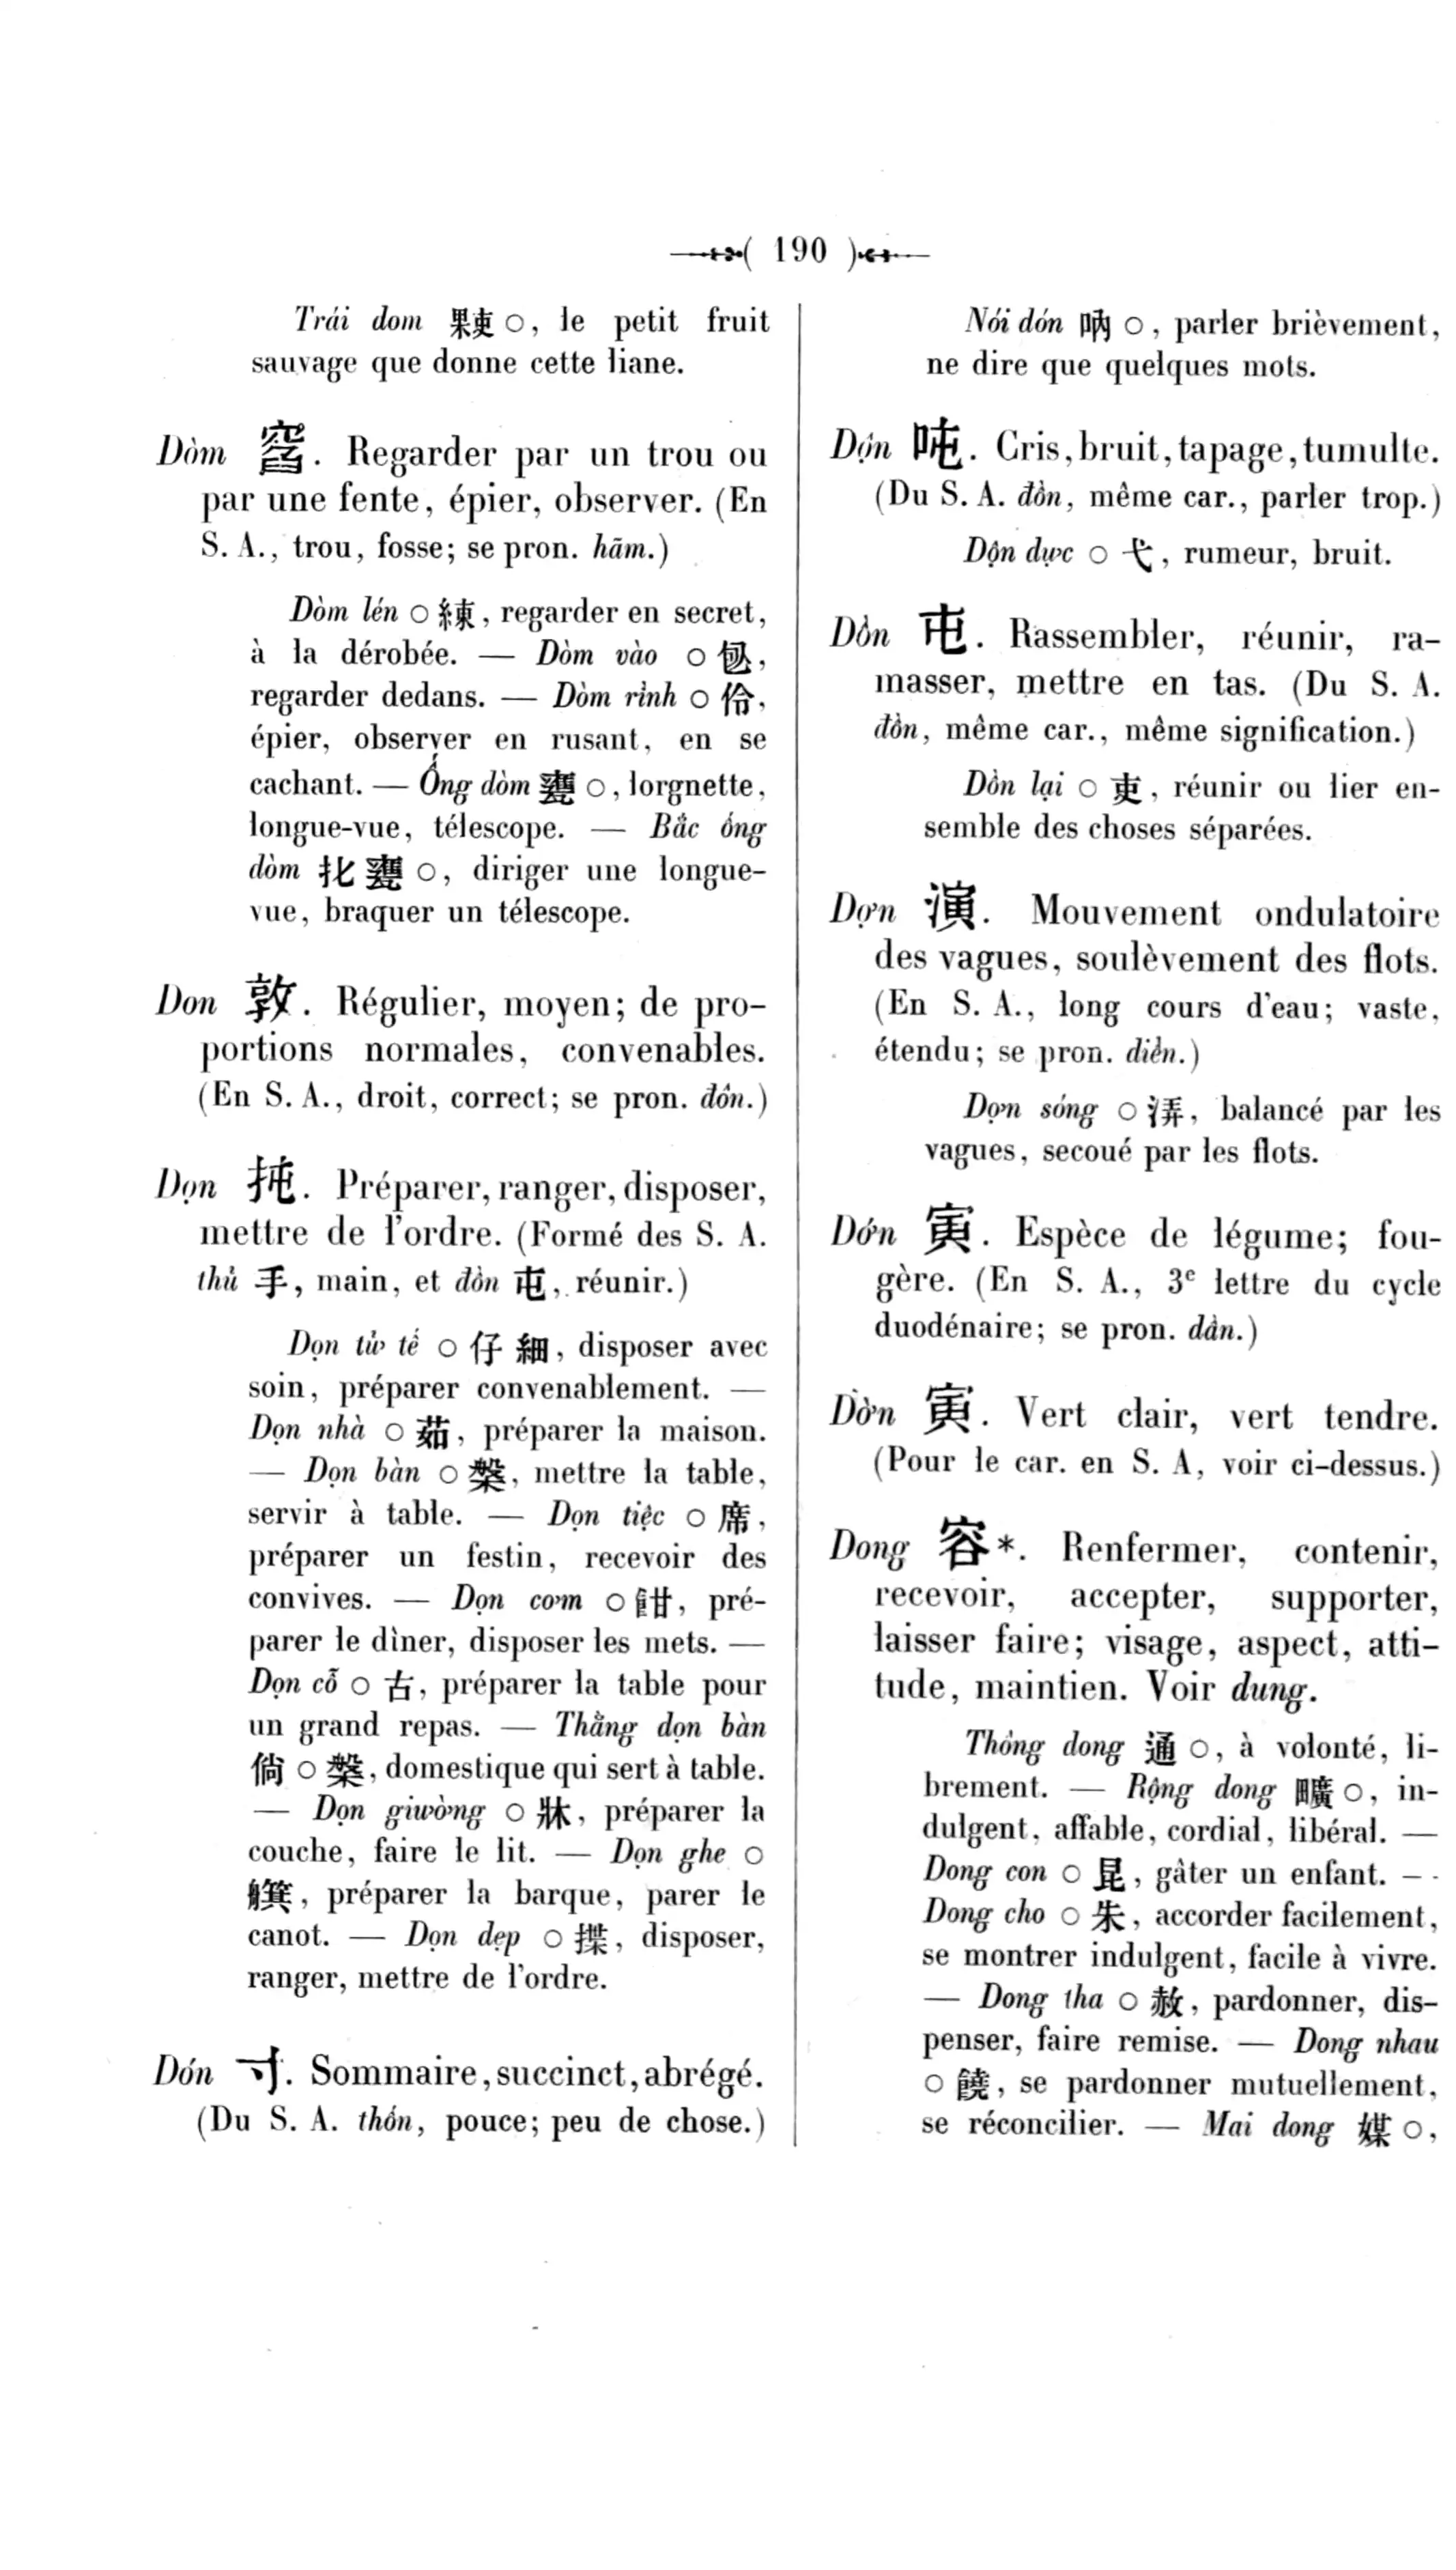 ( 190 )
Trái dom ○, le petit fruit
sauvage que donne cette liane.
Dòm 窞. Regarder par un trou ou
par une fente, épier, observer. (En
S. A., trou, fosse; se pron. hãm.)
Dòm lén ○ 練, regarder en secret,
à la dérobée. — Dòm vào ○,
regarder dedans. — Dòm rình ○ 伶,
épier, observer en rusant, en se
cachant. — Ống dòm 甕 ○, lorgnette,
longue-vue, télescope. — Bắc ống
dòm 扎 甕 ○, diriger une longue-
vue, braquer un télescope.
Don 敦. Régulier, moyen; de pro-
portions normales, convenables.
(En S. A., droit, correct; se pron. đôn.)
Dọn 扽. Préparer, ranger, disposer,
mettre de l'ordre. (Formé des S. A.
thủ 手, main, et đồn 屯, réunir.)
Dọn tử tế ○ 仔 細, disposer avec
soin, préparer convenablement. —
Dọn nhà ○ 茹, préparer la maison.
— Dọn bàn ○ 槃, mettre la table,
servir à table. — Dọn tiệc ○ 席,
préparer un festin, recevoir des
convives. — Dọn cơm ○, pré-
parer le dîner, disposer les mets. —
Dọn cỗ ○ 古, préparer la table pour
un grand repas. — Thằng dọn bàn
倘 ○ 槃, domestique qui sert à table.
— Dọn giường ○ 牀, préparer la
couche, faire le lit. — Dọn ghe ○
, préparer la barque, parer le
canot. — Dọn dẹp ○ 揲, disposer,
ranger, mettre de l'ordre.
Dón 寸. Sommaire, succinct, abrégé.
(Du S. A. thốn, pouce; peu de chose.)
Nói dón 吶 ○, parler brièvement,
ne dire que quelques mots.
Dộn 吨. Cris, bruit, tapage, tumulte.
(Du S. A. đồn, même car., parler trop.)
Dộn dực ○ 弋, rumeur, bruit.
Dồn 屯. Rassembler, réunir, ra-
masser, mettre en tas. (Du S. A.
đồn, même car., même signification.)
Dồn lại ○ 吏, réunir ou lier en-
semble des choses séparées.
Dợn 演. Mouvement ondulatoire
des vagues, soulèvement des flots.
(En S. A., long cours d'eau; vaste,
étendu; se pron. diễn.)
Dợn sóng ○, balancé par les
vagues, secoué par les flots.
Dớn 寅. Espèce de légume; fou-
gère. (En S. A., 3e lettre du cycle
duodénaire; se pron. dần.)
Dờn 寅. Vert clair, vert tendre.
(Pour le car. en S. A, voir ci-dessus.)
Dong 容*. Renfermer, contenir,
recevoir, accepter, supporter,
laisser faire; visage, aspect, atti-
tude, maintien. Voir dung.
Thông dong 通 ○, à volonté, li-
brement. — Rộng dong ○, in-
dulgent, affable, cordial, libéral. —
Dong con ○ 昆, gâter un enfant. —
Dong cho ○ 朱, accorder facilement,
se montrer indulgent, facile à vivre.
— Dong tha ○ 赦, pardonner, dis-
penser, faire remise. — Dong nhau
○ 饒, se pardonner mutuellement,
se réconcilier. — Mai dong 媒 ○,